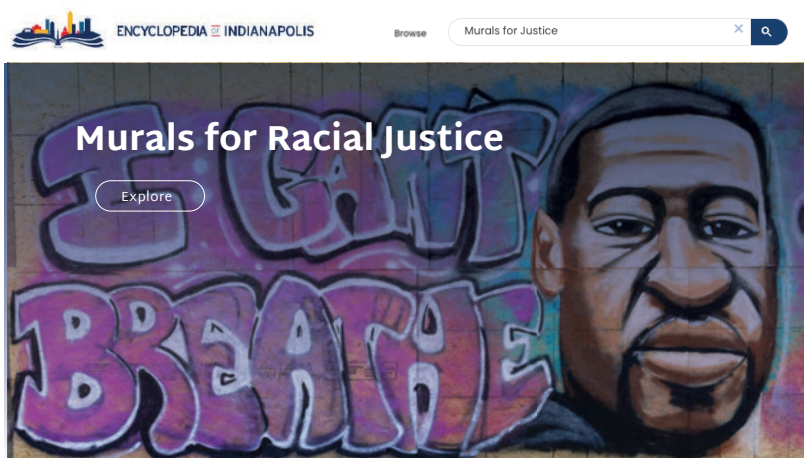 ENCYCLOPEDIA OF INDIANAPOLIS
Browse
Murals for Justice
Murals for Racial Justice
Explore
I CAN'T
BREATHE